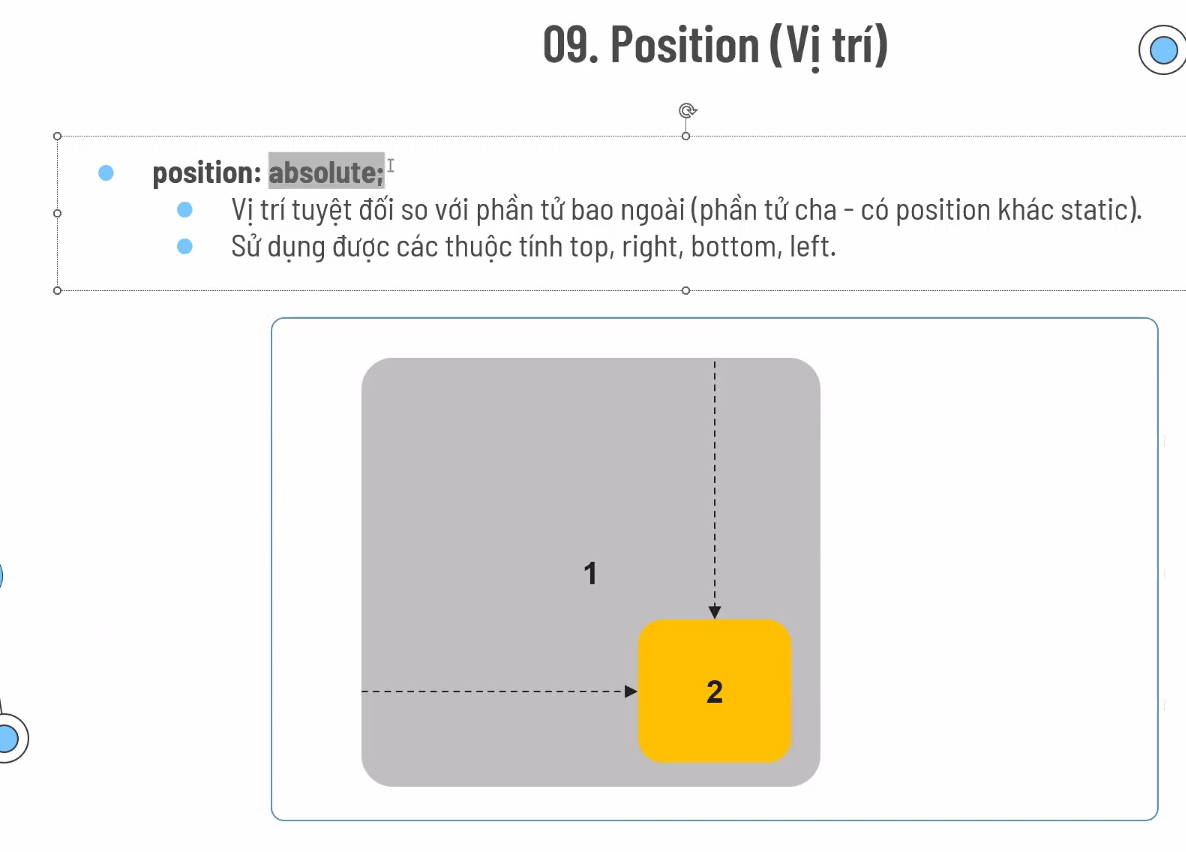 09. Position (Vị trí)
position: absolute;
Vị trí tuyệt đối so với phần tử bao ngoài (phần tử cha - có position khác static).
Sử dụng được các thuộc tính top, right, bottom, left.
1
2